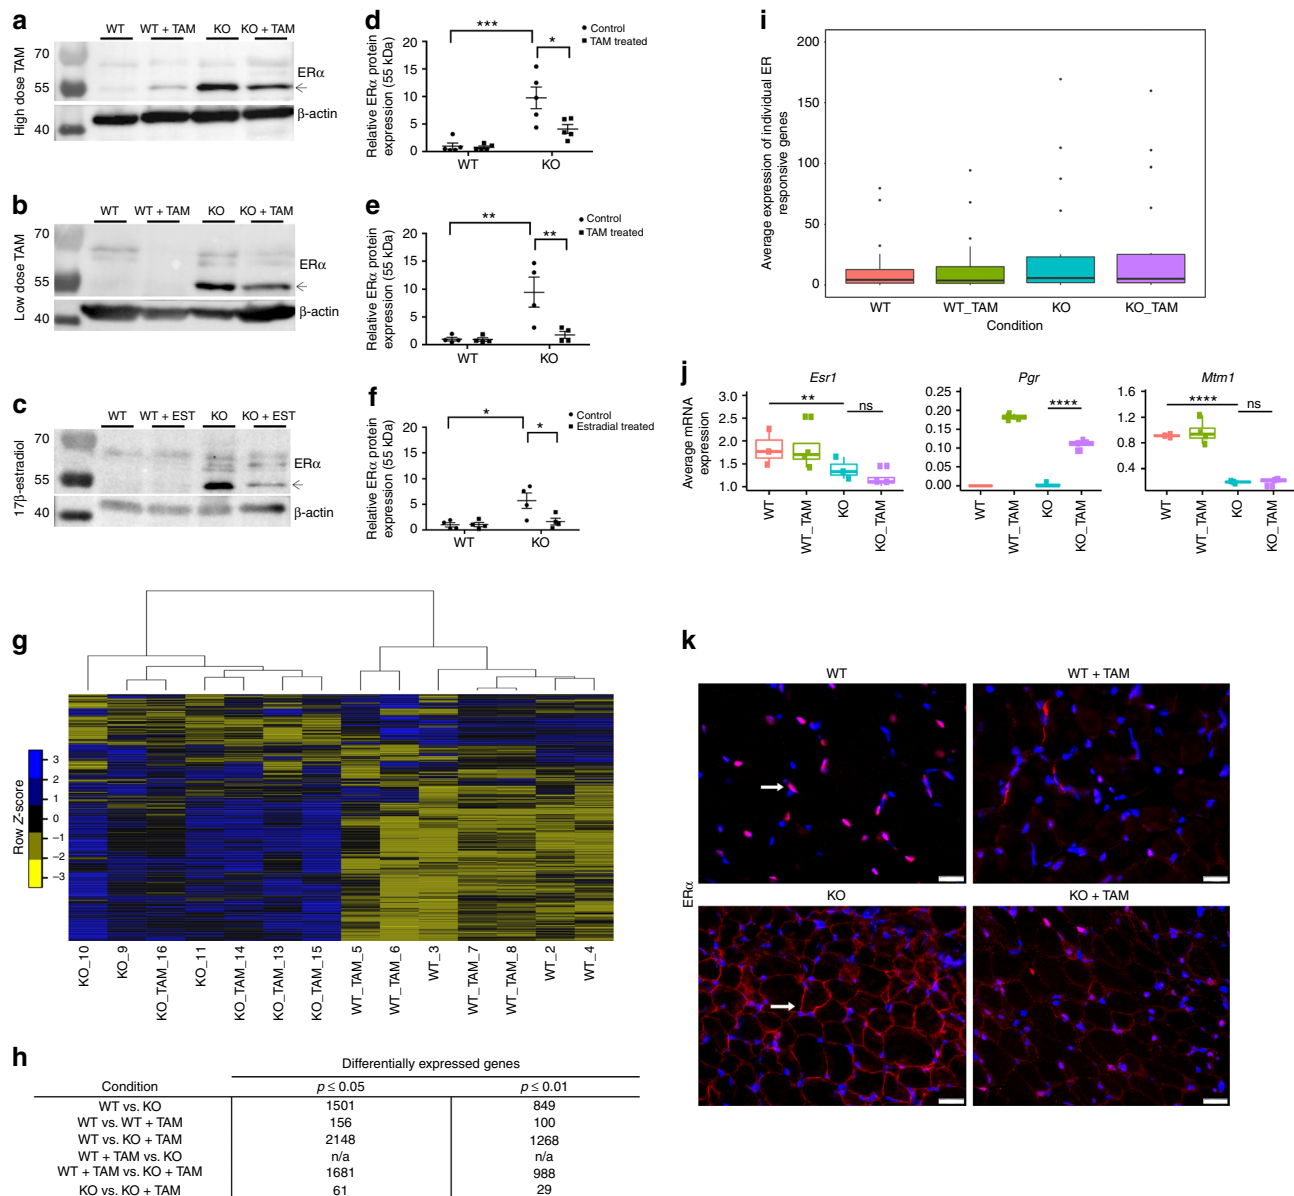 a
WT
WT + TAM
KO
KO + TAM
High dose TAM
70
55
40
ERα
β-actin
d
Relative ERα protein
expression (55 kDa)
20
15
10
5
0
***
*
Control
TAM treated
WT
KO
b
WT
WT + TAM
KO
KO + TAM
Low dose TAM
70
55
40
ERα
β-actin
e
Relative ERα protein
expression (55 kDa)
20
15
10
5
0
**
**
Control
TAM treated
WT
KO
c
WT
WT + EST
KO
KO + EST
17β-estradiol
70
55
40
ERα
β-actin
f
Relative ERα protein
expression (55 kDa)
20
15
10
5
0
*
*
Control
Estradial treated
WT
KO
i
Average expression of individual ER
responsive genes
200
150
100
50
0
WT
WT_TAM
KO
KO_TAM
Condition
j
Average mRNA
expression
Esr1
3.0
2.5
2.0
1.5
1.0
**
ns
WT
WT_TAM
KO
KO_TAM
Pgr
0.25
0.20
0.15
0.10
0.05
0.00
****
WT
WT_TAM
KO
KO_TAM
Mtm1
1.6
1.2
0.8
0.4
****
ns
WT
WT_TAM
KO
KO_TAM
g
Row Z-score
3
2
1
0
−1
−2
−3
KO_10
KO_9
KO_TAM_16
KO_11
KO_TAM_14
KO_TAM_13
KO_TAM_15
WT_TAM_5
WT_TAM_6
WT_3
WT_TAM_7
WT_TAM_8
WT_2
WT_4
k
WT
WT + TAM
KO
KO + TAM
ERα
h
Differentially expressed genes
Condition p ≤ 0.05 p ≤ 0.01
WT vs. KO 1501 849
WT vs. WT + TAM 156 100
WT vs. KO + TAM 2148 1268
WT + TAM vs. KO n/a n/a
WT + TAM vs. KO + TAM 1681 988
KO vs. KO + TAM 61 29